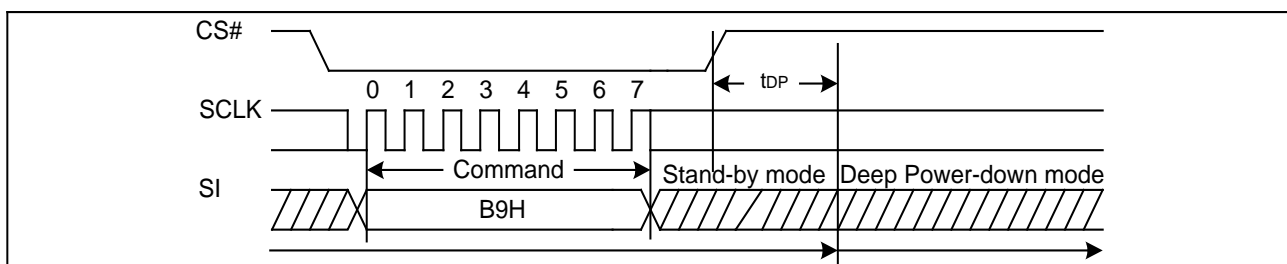 CS#
tDP
0 1 2 3 4 5 6 7
SCLK
Command
Stand-by mode Deep Power-down mode
SI
B9H